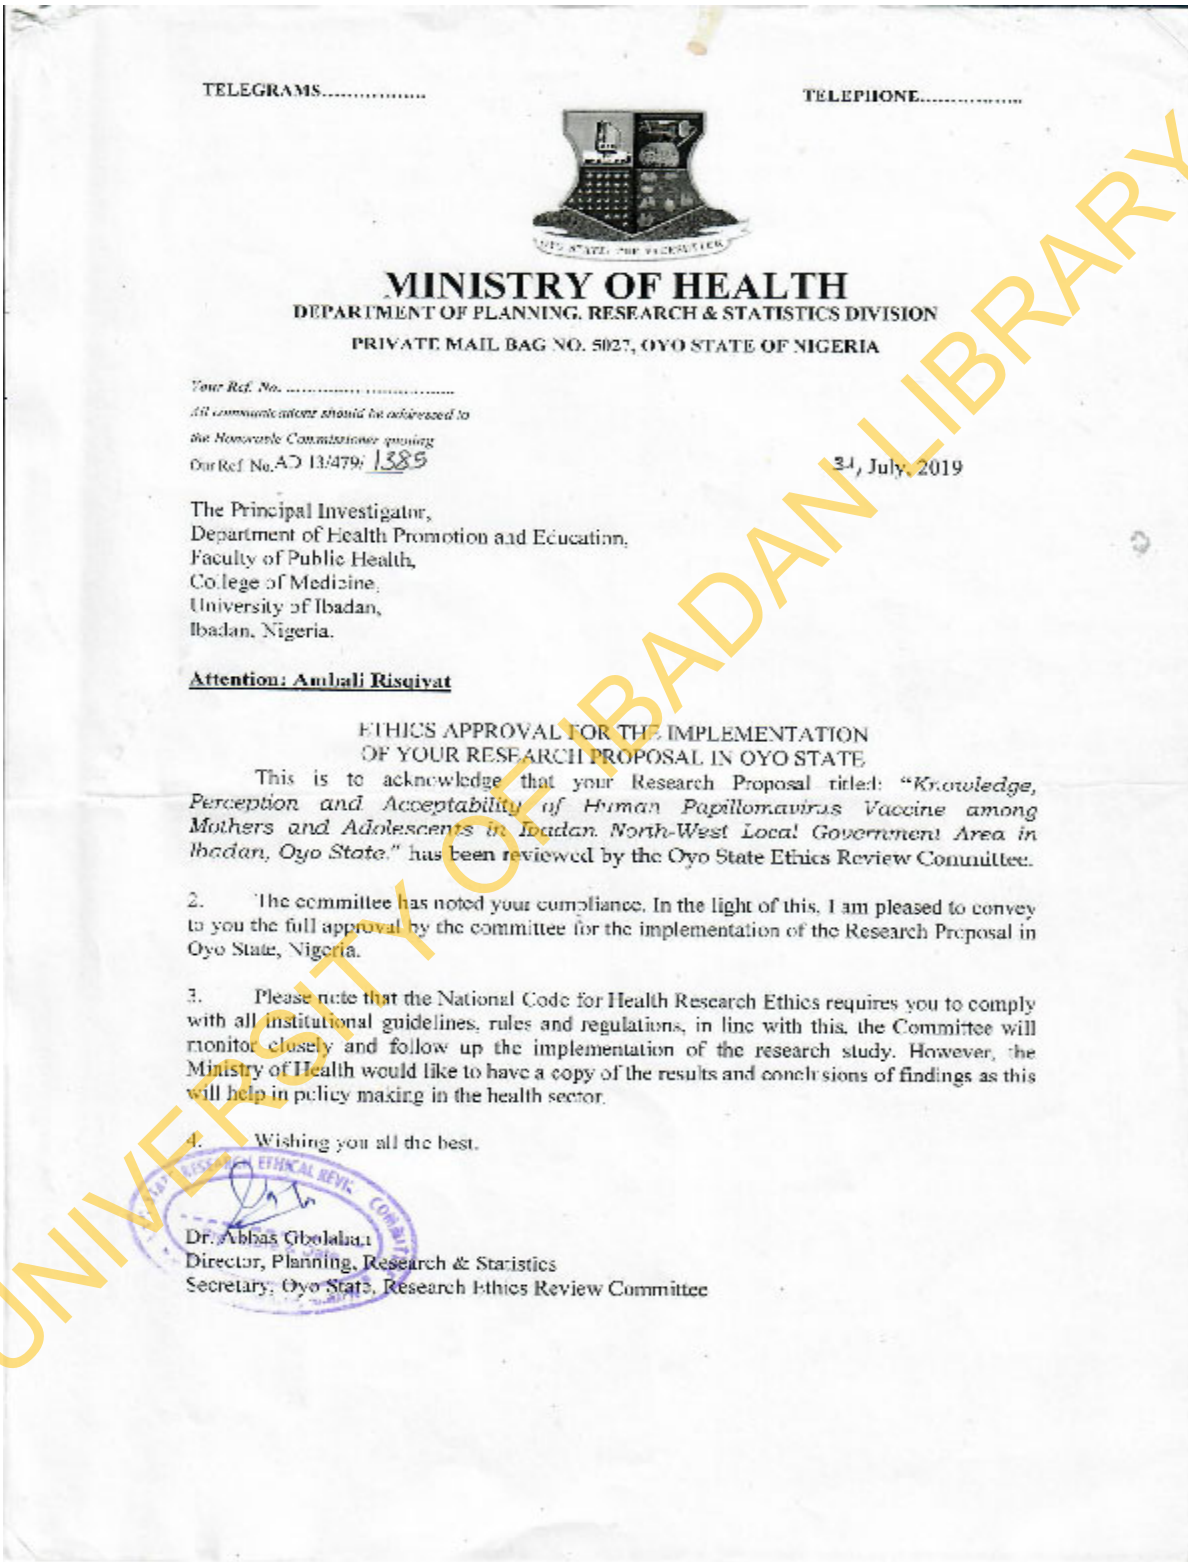 TELEGRAMS.................
TELEPHONE.................
OYO STATE: THE PACESETTER
MINISTRY OF HEALTH
DEPARTMENT OF PLANNING, RESEARCH & STATISTICS DIVISION
PRIVATE MAIL BAG NO. 5027, OYO STATE OF NIGERIA
Your Ref. No. ..................................
All communications should be addressed to
the Honorable Commissioner quoting
Our Ref. No. AD 13/479/ 1385
31, July, 2019
The Principal Investigator,
Department of Health Promotion and Education,
Faculty of Public Health,
College of Medicine,
University of Ibadan,
Ibadan, Nigeria.
Attention: Ambali Risqiyat
ETHICS APPROVAL FOR THE IMPLEMENTATION
OF YOUR RESEARCH PROPOSAL IN OYO STATE
This is to acknowledge that your Research Proposal titled: “Knowledge,
Perception and Acceptability of Human Papillomavirus Vaccine among
Mothers and Adolescents in Ibadan North-West Local Government Area in
Ibadan, Oyo State.” has been reviewed by the Oyo State Ethics Review Committee.
2. The committee has noted your compliance. In the light of this, I am pleased to convey
to you the full approval by the committee for the implementation of the Research Proposal in
Oyo State, Nigeria.
3. Please note that the National Code for Health Research Ethics requires you to comply
with all institutional guidelines, rules and regulations, in line with this, the Committee will
monitor closely and follow up the implementation of the research study. However, the
Ministry of Health would like to have a copy of the results and conclusions of findings as this
will help in policy making in the health sector.
4. Wishing you all the best.
STATE RESEARCH ETHICAL REVIEW COMMITTEE
Dr. Abbas Gbolahan
Director, Planning, Research & Statistics
Secretary, Oyo State, Research Ethics Review Committee
UNIVERSITY OF IBADAN LIBRARY